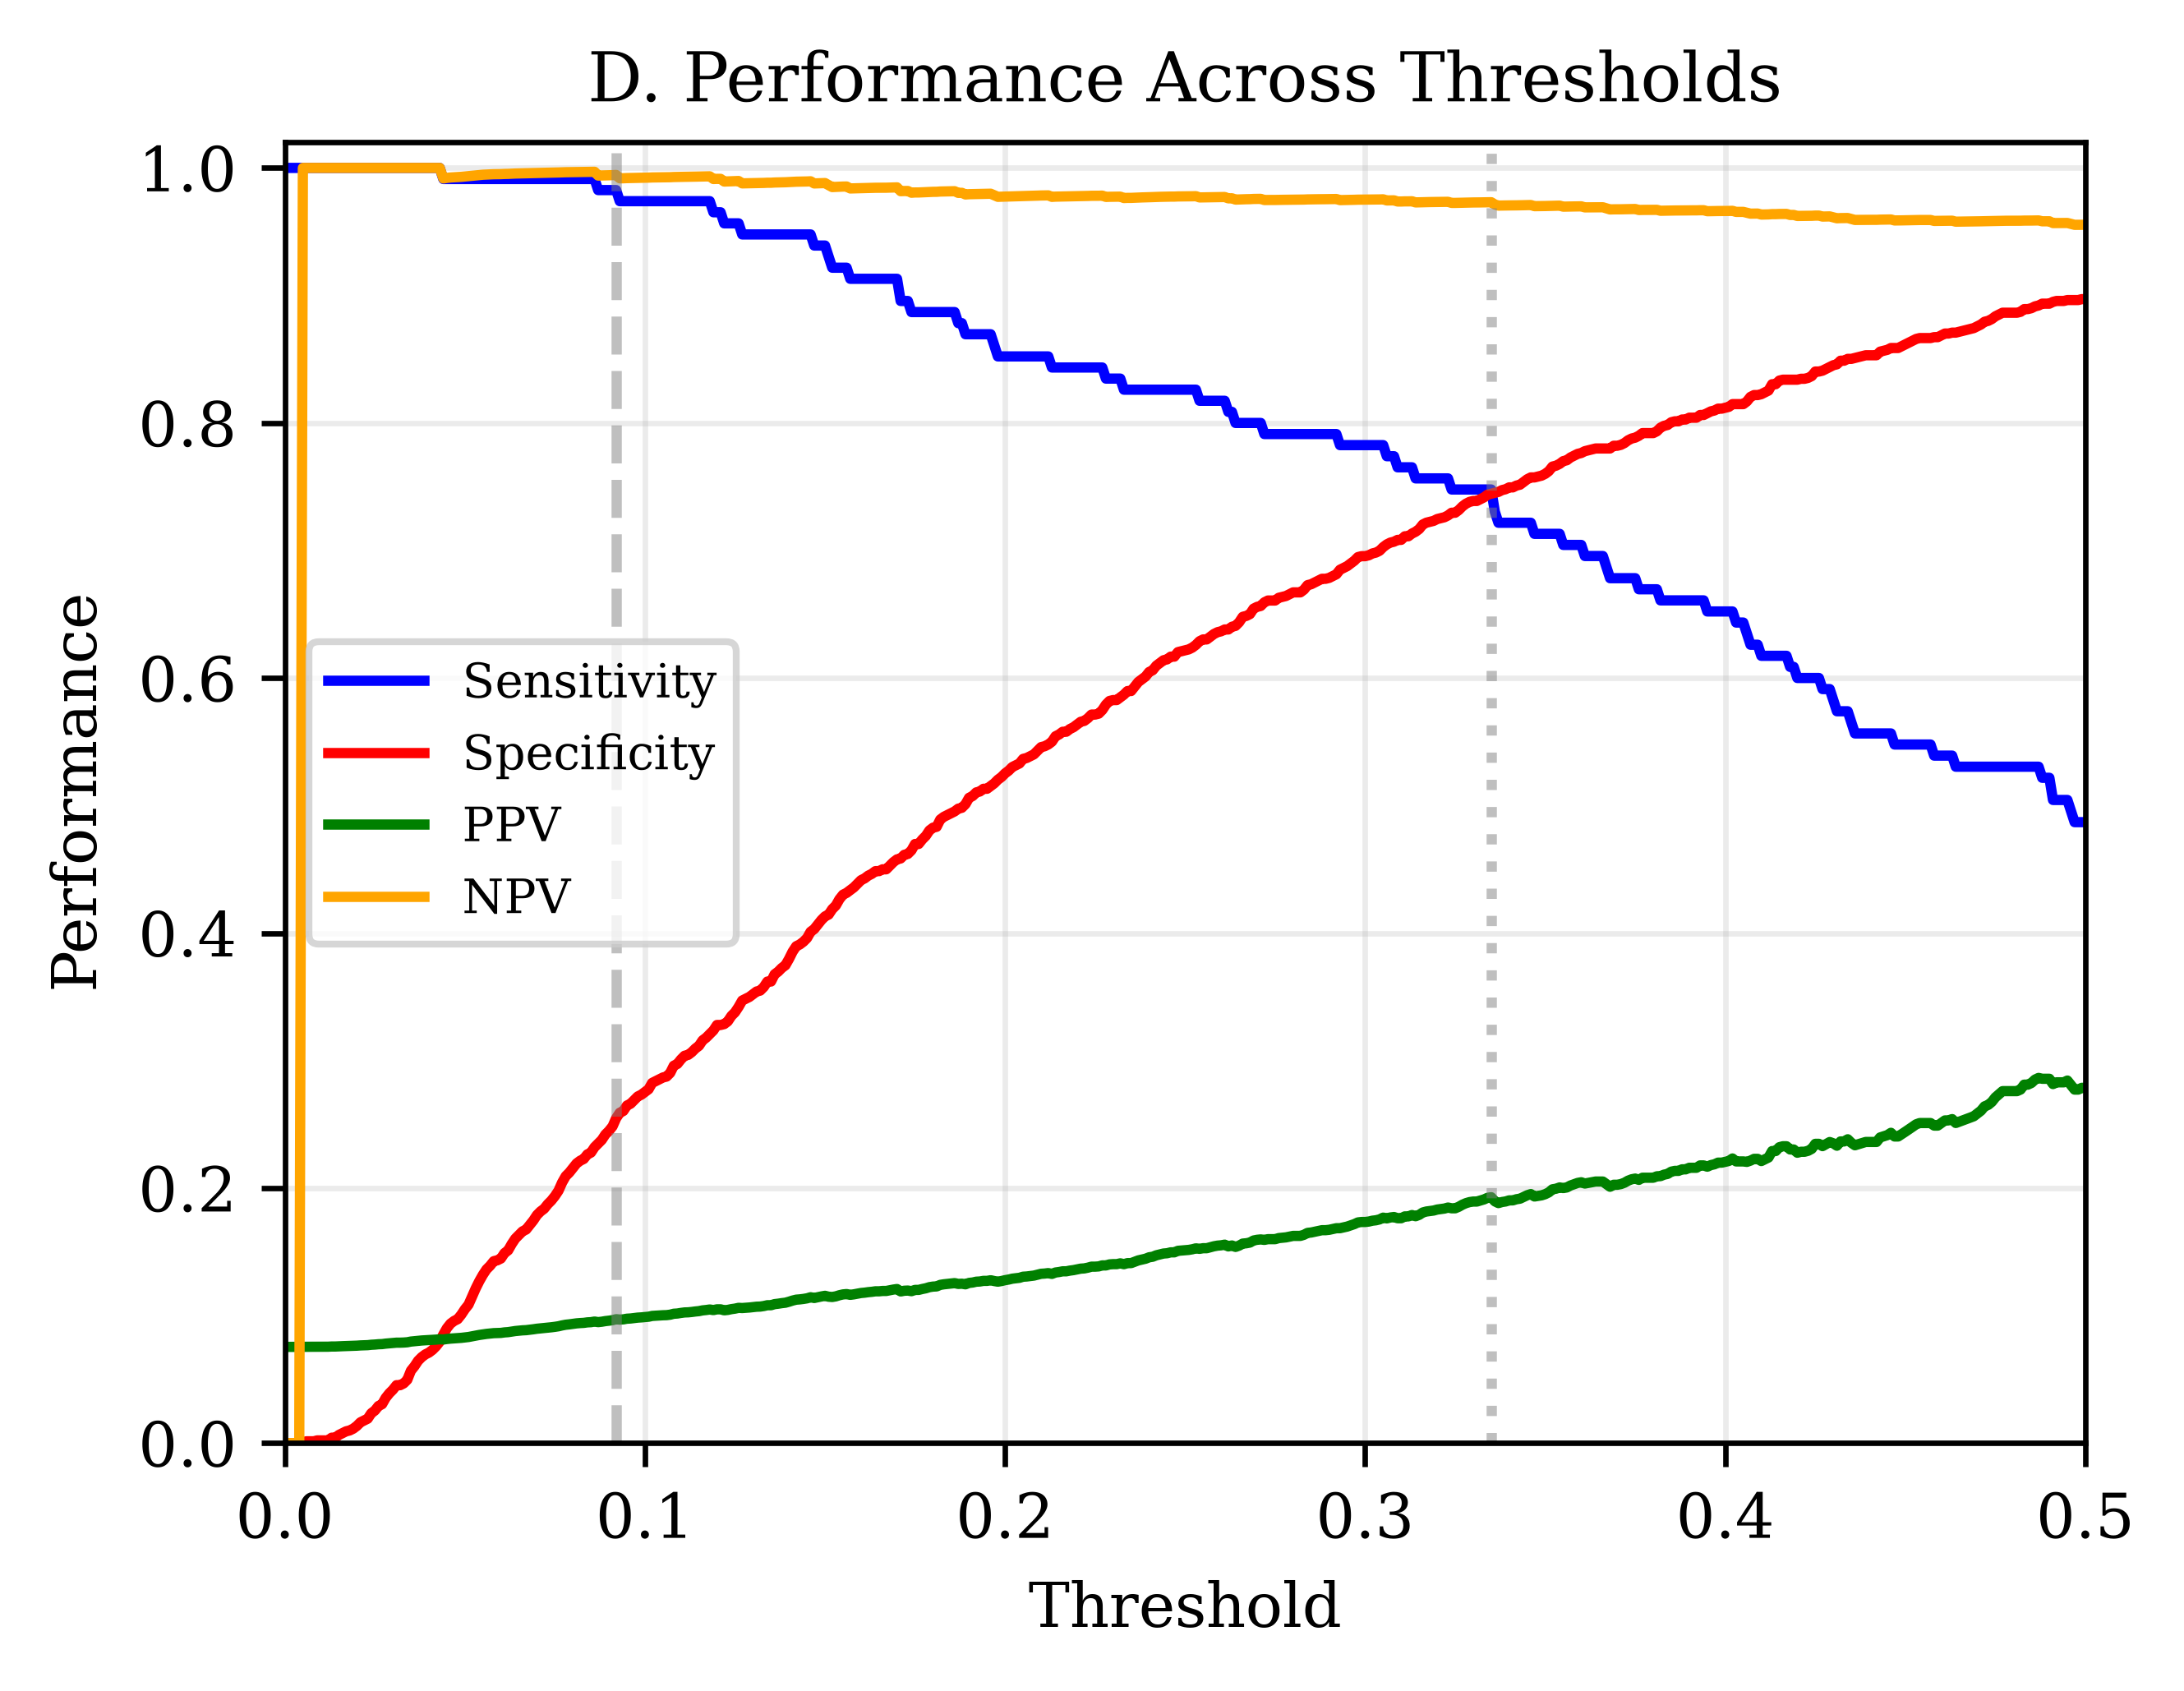 D. Performance Across Thresholds
1.0
0.8
0.6
0.4
0.2
0.0
Performance
Sensitivity
Specificity
PPV
NPV
0.0 0.1 0.2 0.3 0.4 0.5
Threshold